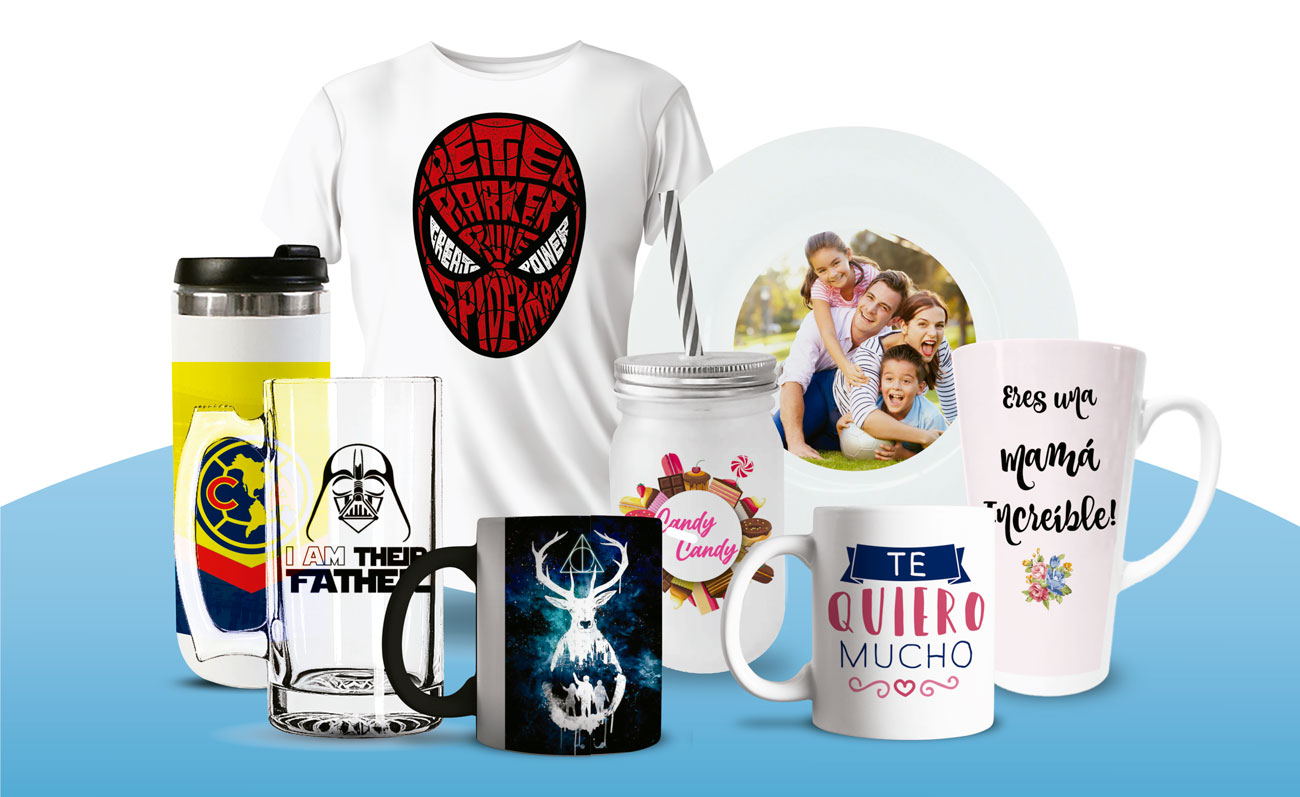 PETER
PARKER
GREAT
POWER
SPIDERMAN
C
I AM THEIR
FATHER
Candy
Candy
TE
QUIERO
MUCHO
Eres una
mamá
increíble!